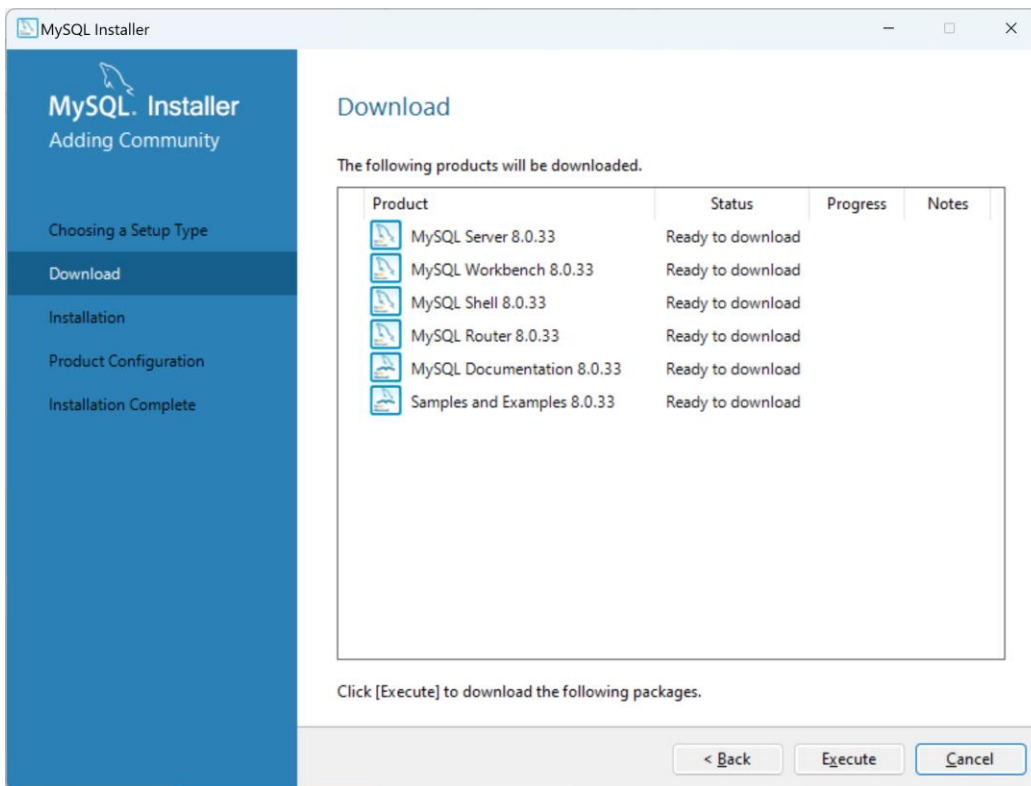 MySQL Installer
MySQL. Installer
Adding Community
Choosing a Setup Type
Download
Installation
Product Configuration
Installation Complete
Download
The following products will be downloaded.
Product Status Progress Notes
MySQL Server 8.0.33 Ready to download
MySQL Workbench 8.0.33 Ready to download
MySQL Shell 8.0.33 Ready to download
MySQL Router 8.0.33 Ready to download
MySQL Documentation 8.0.33 Ready to download
Samples and Examples 8.0.33 Ready to download
Click [Execute] to download the following packages.
< Back Execute Cancel